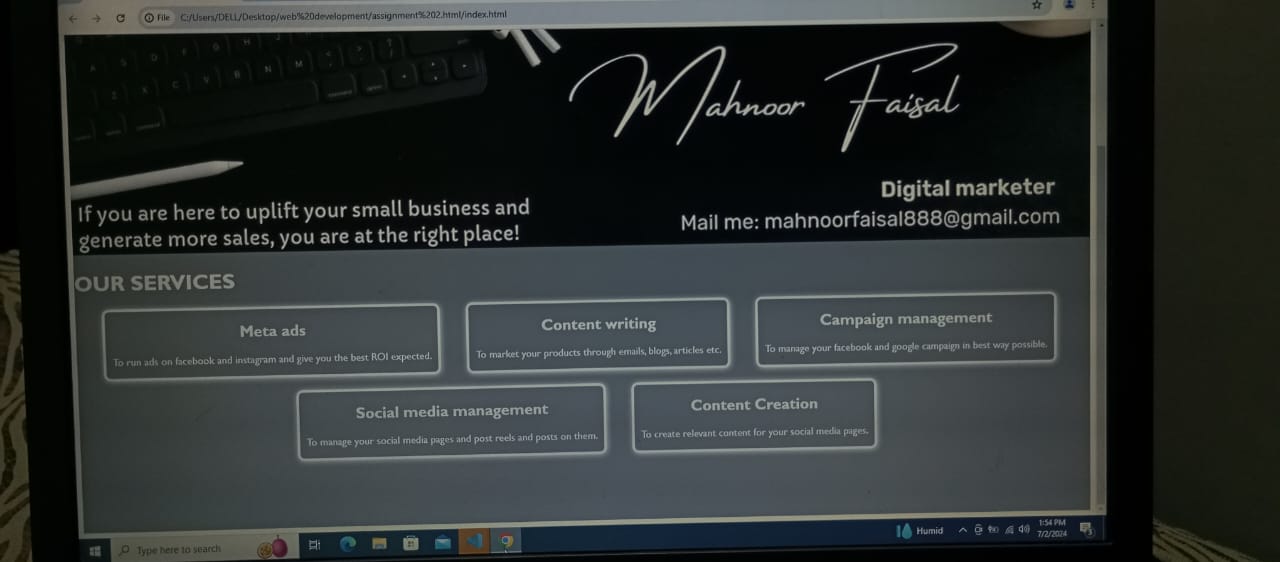 File C:/Users/DELL/Desktop/web%20development/assignment%202.html/index.html
Mahnoor Faisal
Digital marketer
If you are here to uplift your small business and
generate more sales, you are at the right place!
Mail me: mahnoorfaisal888@gmail.com
OUR SERVICES
Meta ads
To run ads on facebook and instagram and give you the best ROI expected.
Content writing
To market your products through emails, blogs, articles etc.
Campaign management
To manage your facebook and google campaign in best way possible.
Social media management
To manage your social media pages and post reels and posts on them.
Content Creation
To create relevant content for your social media pages.
Type here to search
Humid
1:54 PM
7/2/2024